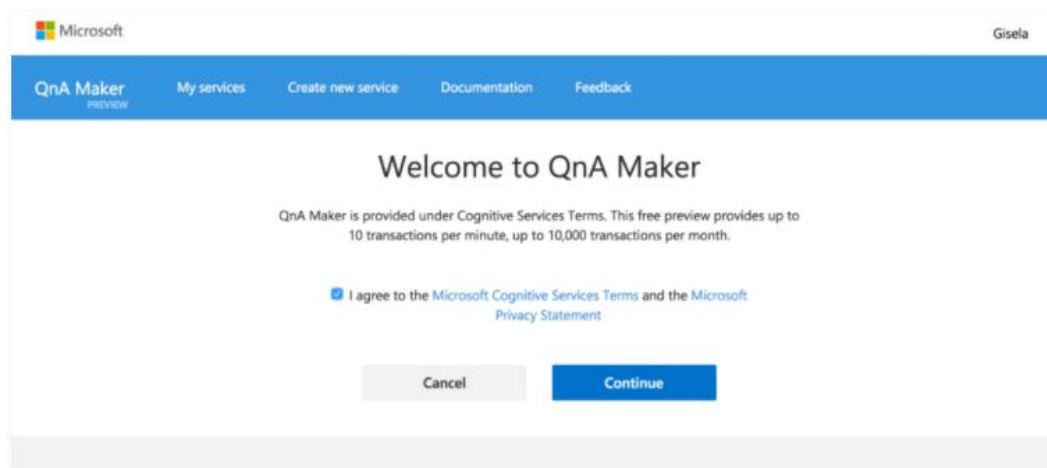 Microsoft
Gisela
QnA Maker My services Create new service Documentation Feedback
PREVIEW
Welcome to QnA Maker
QnA Maker is provided under Cognitive Services Terms. This free preview provides up to
10 transactions per minute, up to 10,000 transactions per month.
I agree to the Microsoft Cognitive Services Terms and the Microsoft
Privacy Statement
Cancel
Continue